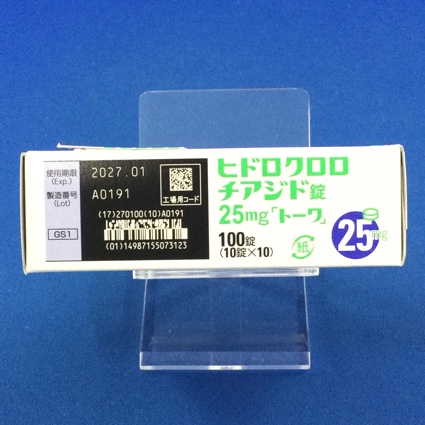 使用期限
(Exp.)
2027.01
製造番号
(Lot)
A0191
工場用コード
(17)270100(10)A0191
GS1
(01)14987155073123
ヒドロクロロ
チアジド錠
25mg「トーワ」
100錠
(10錠×10)
紙
25mg